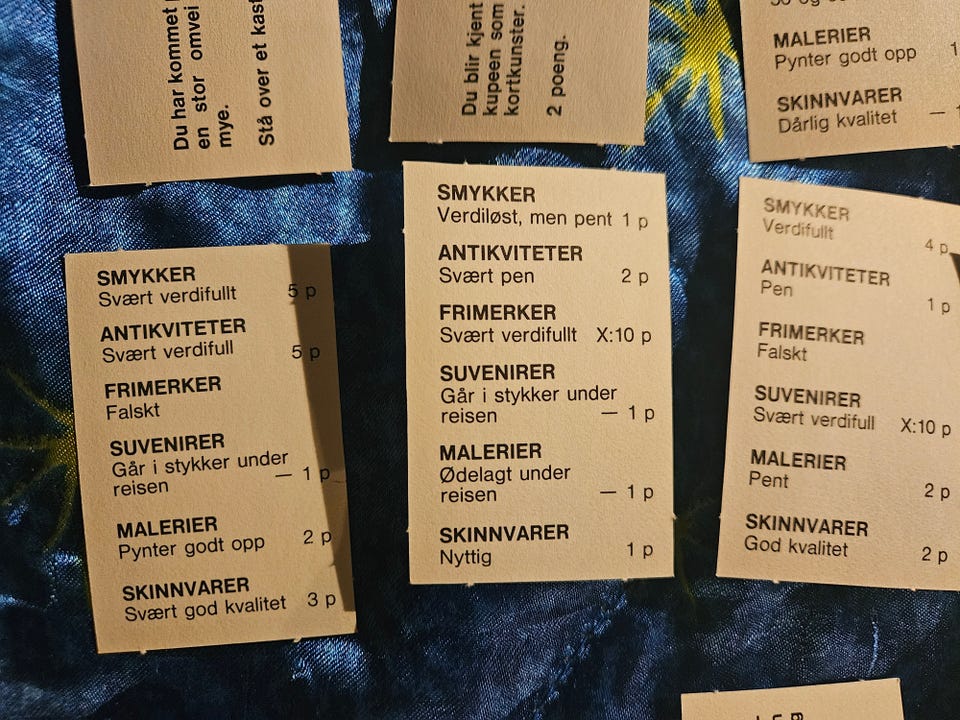 Du har kommet
en stor omvei
mye.
Stå over et kast
Du blir kjent
kupeen som
kortkunster.
2 poeng.
MALERIER
Pynter godt opp 1
SKINNVARER
Dårlig kvalitet — 1
SMYKKER
Svært verdifullt 5 p
ANTIKVITETER
Svært verdifull 5 p
FRIMERKER
Falskt
SUVENIRER
Går i stykker under
reisen — 1 p
MALERIER
Pynter godt opp 2 p
SKINNVARER
Svært god kvalitet 3 p
SMYKKER
Verdiløst, men pent 1 p
ANTIKVITETER
Svært pen 2 p
FRIMERKER
Svært verdifullt X:10 p
SUVENIRER
Går i stykker under
reisen — 1 p
MALERIER
Ødelagt under
reisen — 1 p
SKINNVARER
Nyttig 1 p
SMYKKER
Verdifullt 4 p
ANTIKVITETER
Pen 1 p
FRIMERKER
Falskt
SUVENIRER
Svært verdifull X:10 p
MALERIER
Pent 2 p
SKINNVARER
God kvalitet 2 p